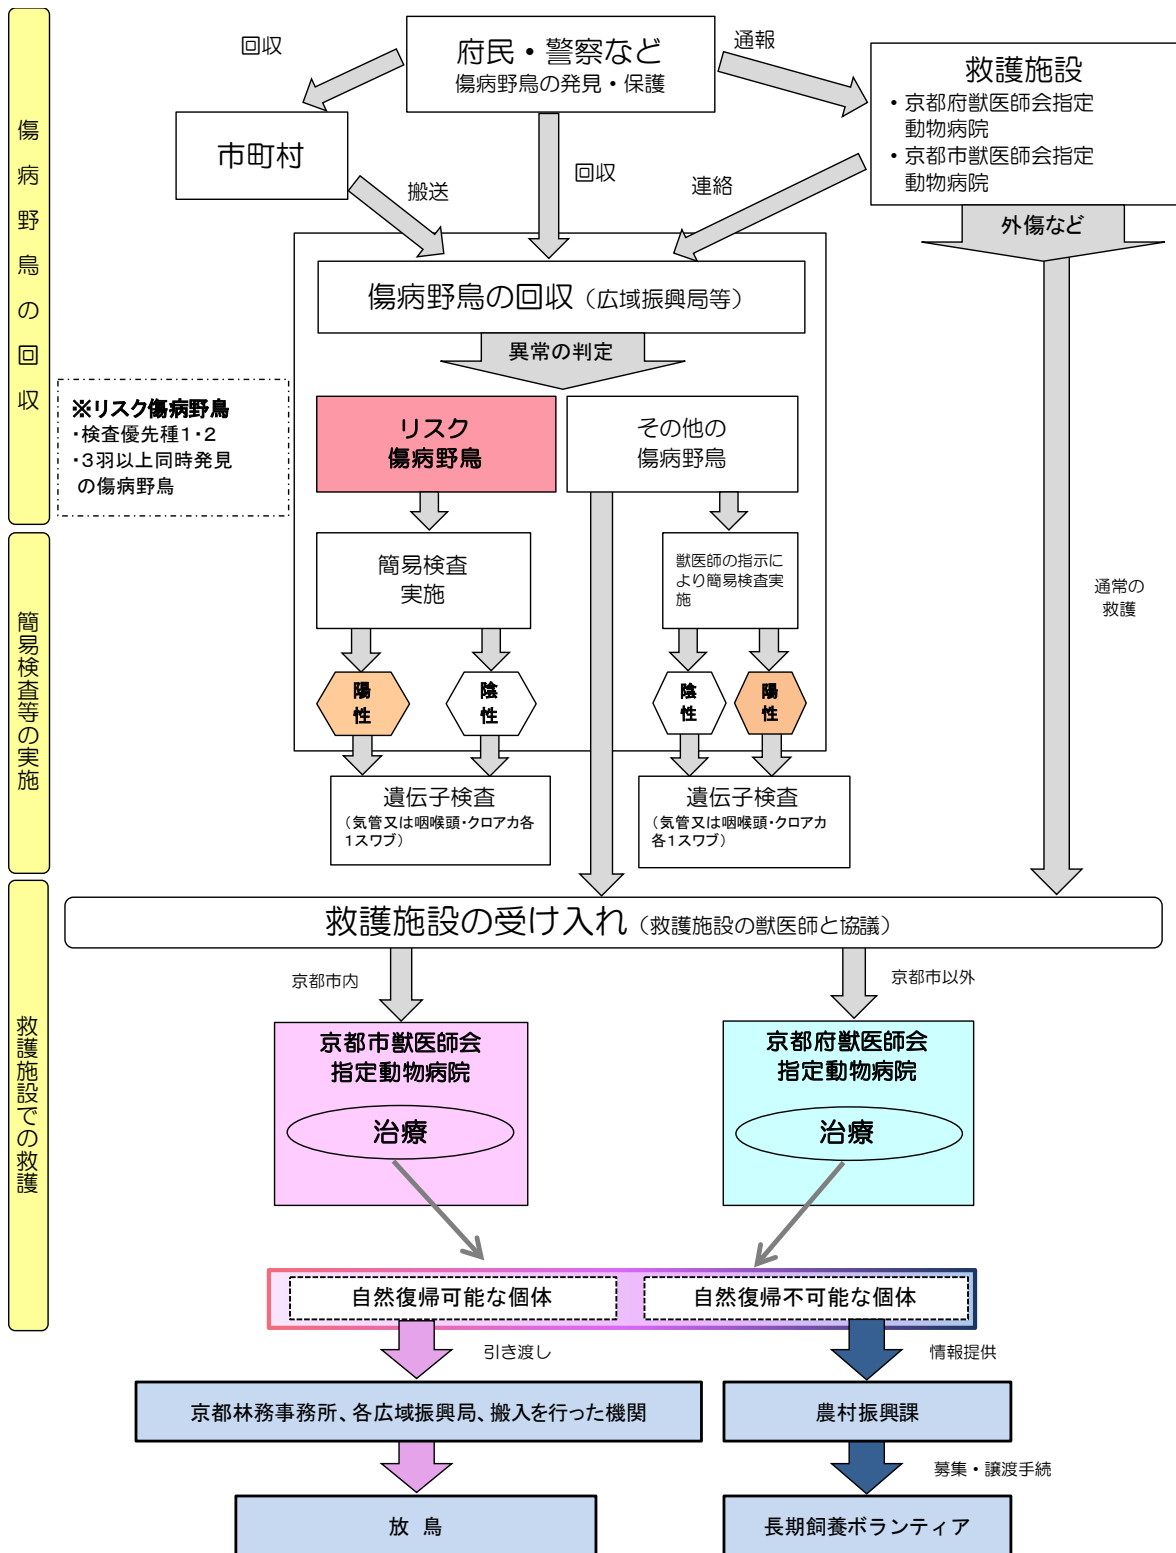 傷病野鳥の回収
回収
府民・警察など
傷病野鳥の発見・保護
通報
救護施設
・京都府獣医師会指定
動物病院
・京都市獣医師会指定
動物病院
市町村
搬送
回収
連絡
外傷など
傷病野鳥の回収（広域振興局等）
異常の判定
※リスク傷病野鳥
・検査優先種1・2
・3羽以上同時発見
の傷病野鳥
リスク
傷病野鳥
その他の
傷病野鳥
簡易検査等の実施
簡易検査
実施
獣医師の指示に
より簡易検査実
施
通常の
救護
陽
性
陰
性
陰
性
陽
性
遺伝子検査
（気管又は咽喉頭・クロアカ各
1スワブ）
遺伝子検査
（気管又は咽喉頭・クロアカ
各1スワブ）
救護施設での救護
救護施設の受け入れ（救護施設の獣医師と協議）
京都市内
京都市以外
京都市獣医師会
指定動物病院
治療
京都府獣医師会
指定動物病院
治療
自然復帰可能な個体
自然復帰不可能な個体
引き渡し
情報提供
京都林務事務所、各広域振興局、搬入を行った機関
農村振興課
募集・譲渡手続
放 鳥
長期飼養ボランティア